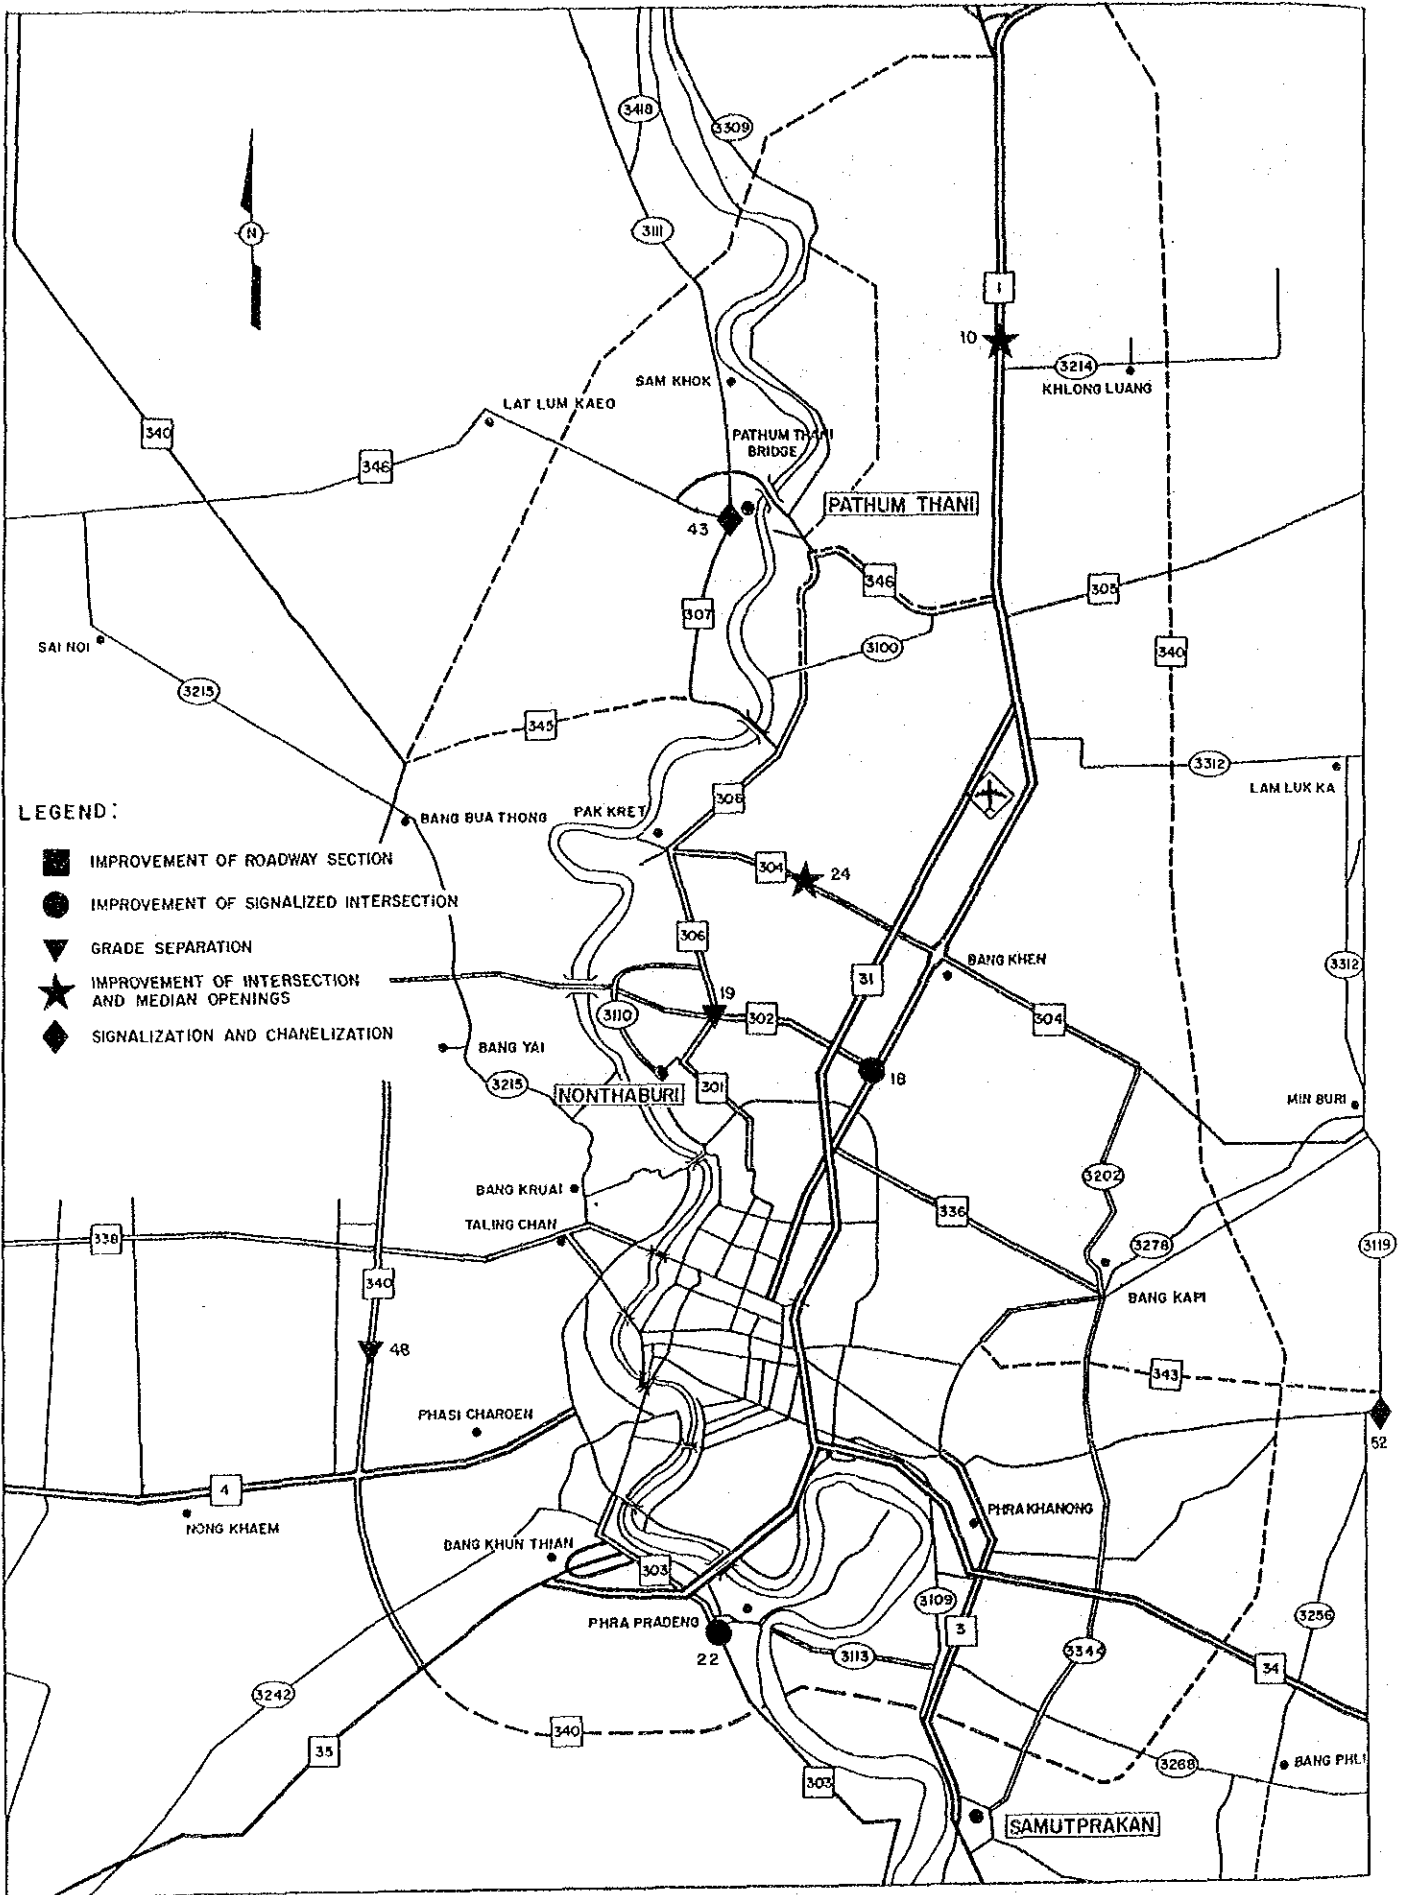 3418
3309
N
3111
1
10
3214
KHLONG LUANG
SAM KHOK
LAT LUM KAEO
340
346
PATHUM THANI
BRIDGE
PATHUM THANI
43
346
305
307
SAI NOI
3100
340
3215
345
3312
LAM LUK KA
306
PAK KRET
BANG BUA THONG
LEGEND:
IMPROVEMENT OF ROADWAY SECTION
IMPROVEMENT OF SIGNALIZED INTERSECTION
GRADE SEPARATION
IMPROVEMENT OF INTERSECTION
AND MEDIAN OPENINGS
SIGNALIZATION AND CHANELIZATION
304
24
306
BANG KHEN
31
3312
19
3110
302
304
BANG YAI
18
3215
NONTHABURI
301
MIN BURI
3202
BANG KRUAI
336
TALING CHAN
338
3278
3119
340
BANG KAPI
48
343
PHASI CHAROEN
52
4
NONG KHAEM
PHRA KHANONG
BANG KHUN THIAN
303
PHRA PRADENG
3109
3
3256
22
3113
3344
34
3242
340
35
3268
BANG PHLI
303
SAMUTPRAKAN